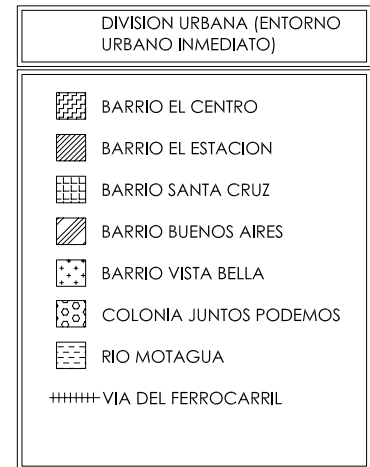 DIVISION URBANA (ENTORNO
URBANO INMEDIATO)
BARRIO EL CENTRO
BARRIO EL ESTACION
BARRIO SANTA CRUZ
BARRIO BUENOS AIRES
BARRIO VISTA BELLA
COLONIA JUNTOS PODEMOS
RIO MOTAGUA
VIA DEL FERROCARRIL